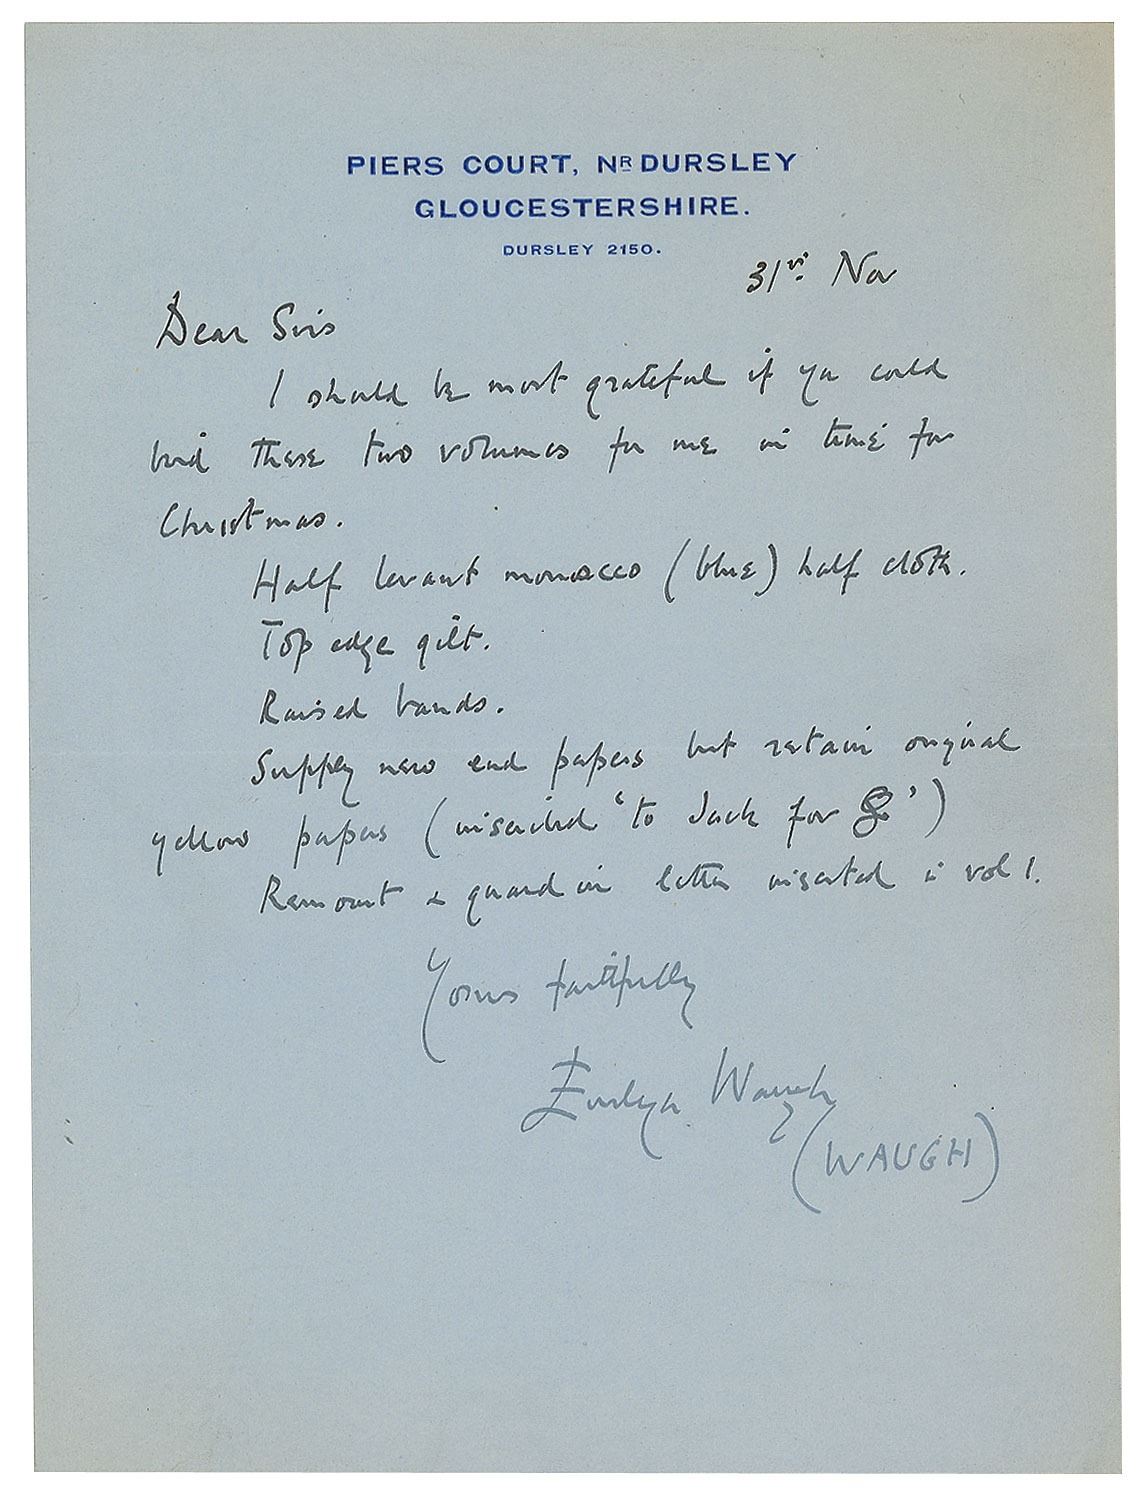 PIERS COURT, NR DURSLEY
GLOUCESTERSHIRE.
DURSLEY 2150.
31st Nov
Dear Sirs
I should be most grateful if you could
bind these two volumes for me in time for
Christmas.
Half levant morocco (blue) half cloth.
Top edge gilt.
Raised bands.
Supply new end papers but retain original
yellow papers (inscribed 'to Jack for G')
Remount & guard in letter inserted in vol 1.
Yours faithfully
Evelyn Waugh
(WAUGH)